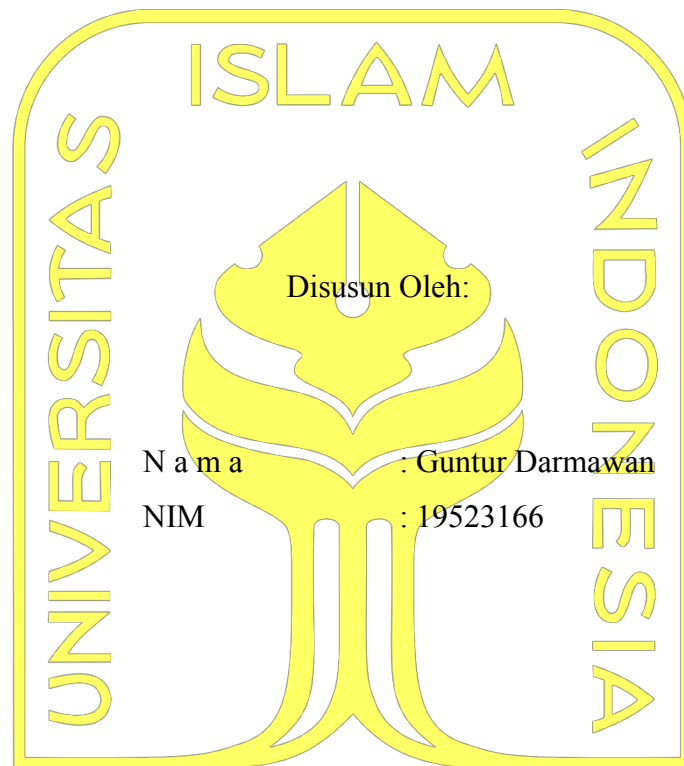 ISLAM
UNIVERSITAS
INDONESIA
Disusun Oleh:
N a m a : Guntur Darmawan
NIM : 19523166